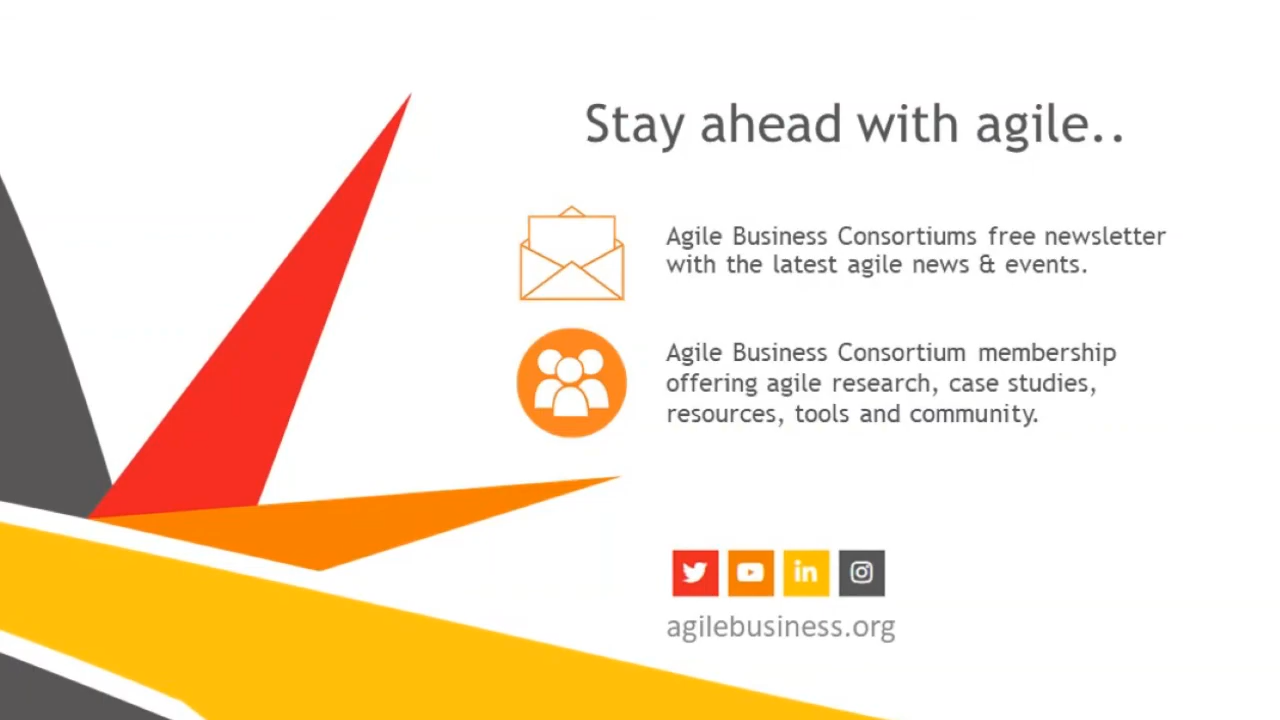 Stay ahead with agile..
Agile Business Consortiums free newsletter
with the latest agile news & events.
Agile Business Consortium membership
offering agile research, case studies,
resources, tools and community.
in
agilebusiness.org